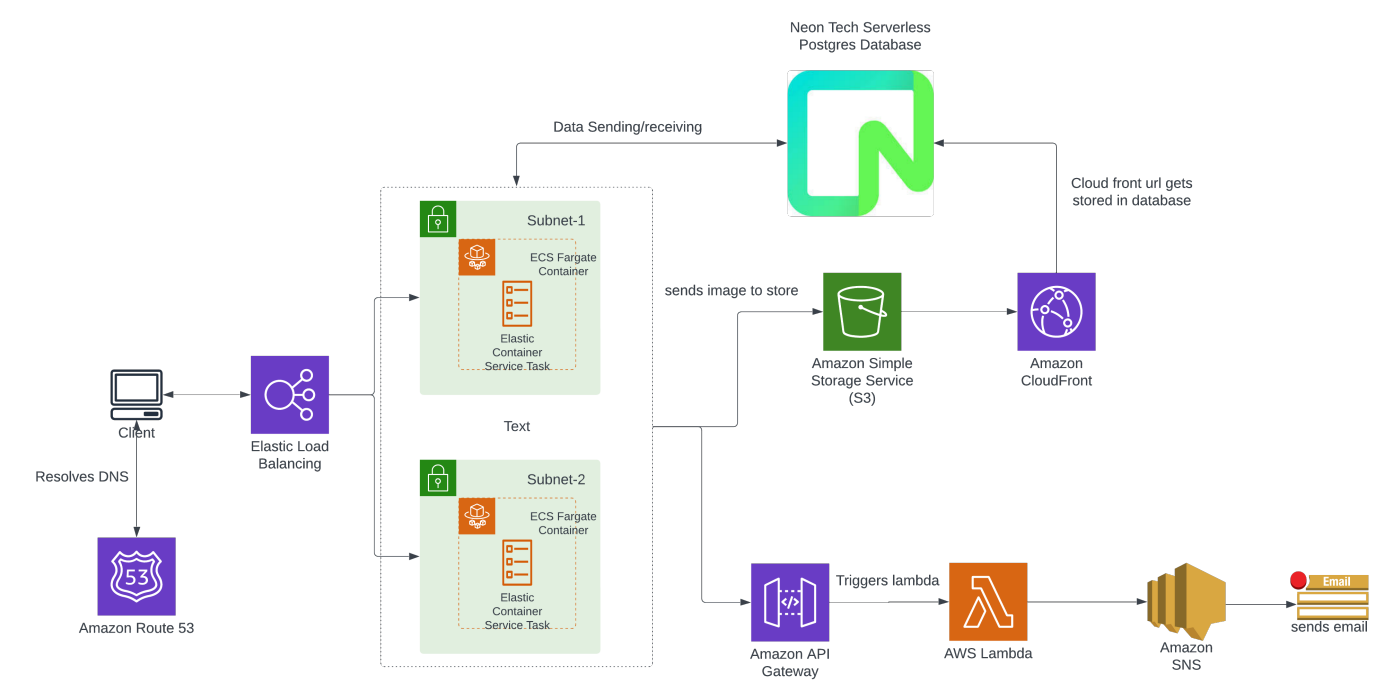 Neon Tech Serverless
Postgres Database
Data Sending/receiving
Cloud front url gets
stored in database
Subnet-1
ECS Fargate
Container
Elastic
Container
Service Task
sends image to store
Amazon Simple
Storage Service
(S3)
Amazon
CloudFront
Client
Elastic Load
Balancing
Text
Resolves DNS
53
Amazon Route 53
Subnet-2
ECS Fargate
Container
Elastic
Container
Service Task
Triggers lambda
</>
Amazon API
Gateway
AWS Lambda
Amazon
SNS
Email
sends email